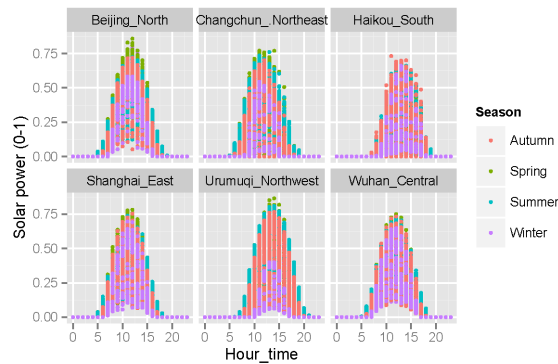 Beijing_North Changchun_.Northeast Haikou_South
0.75
0.50
0.25
0.00
Solar power (0-1)
Shanghai_East Urumuqi_Northwest Wuhan_Central
0.75
0.50
0.25
0.00
0 5 10 15 20 0 5 10 15 20 0 5 10 15 20
Hour_time
Season
Autumn
Spring
Summer
Winter